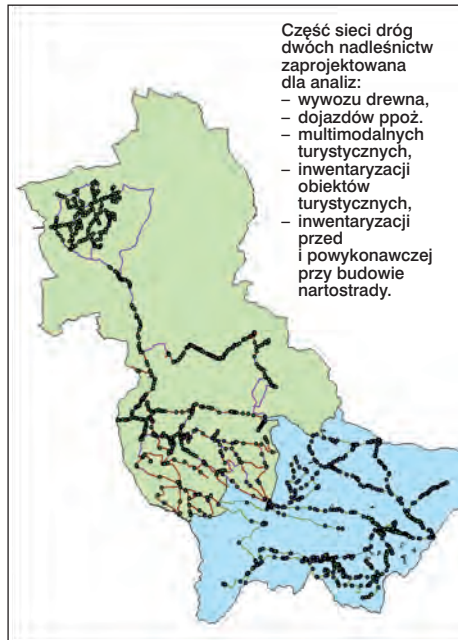 Część sieci dróg
dwóch nadleśnictw
zaprojektowana
dla analiz:
– wywozu drewna,
– dojazdów ppoż.
– multimodalnych
turystycznych,
– inwentaryzacji
obiektów
turystycznych,
– inwentaryzacji
przed
i powykonawczej
przy budowie
nartostrady.